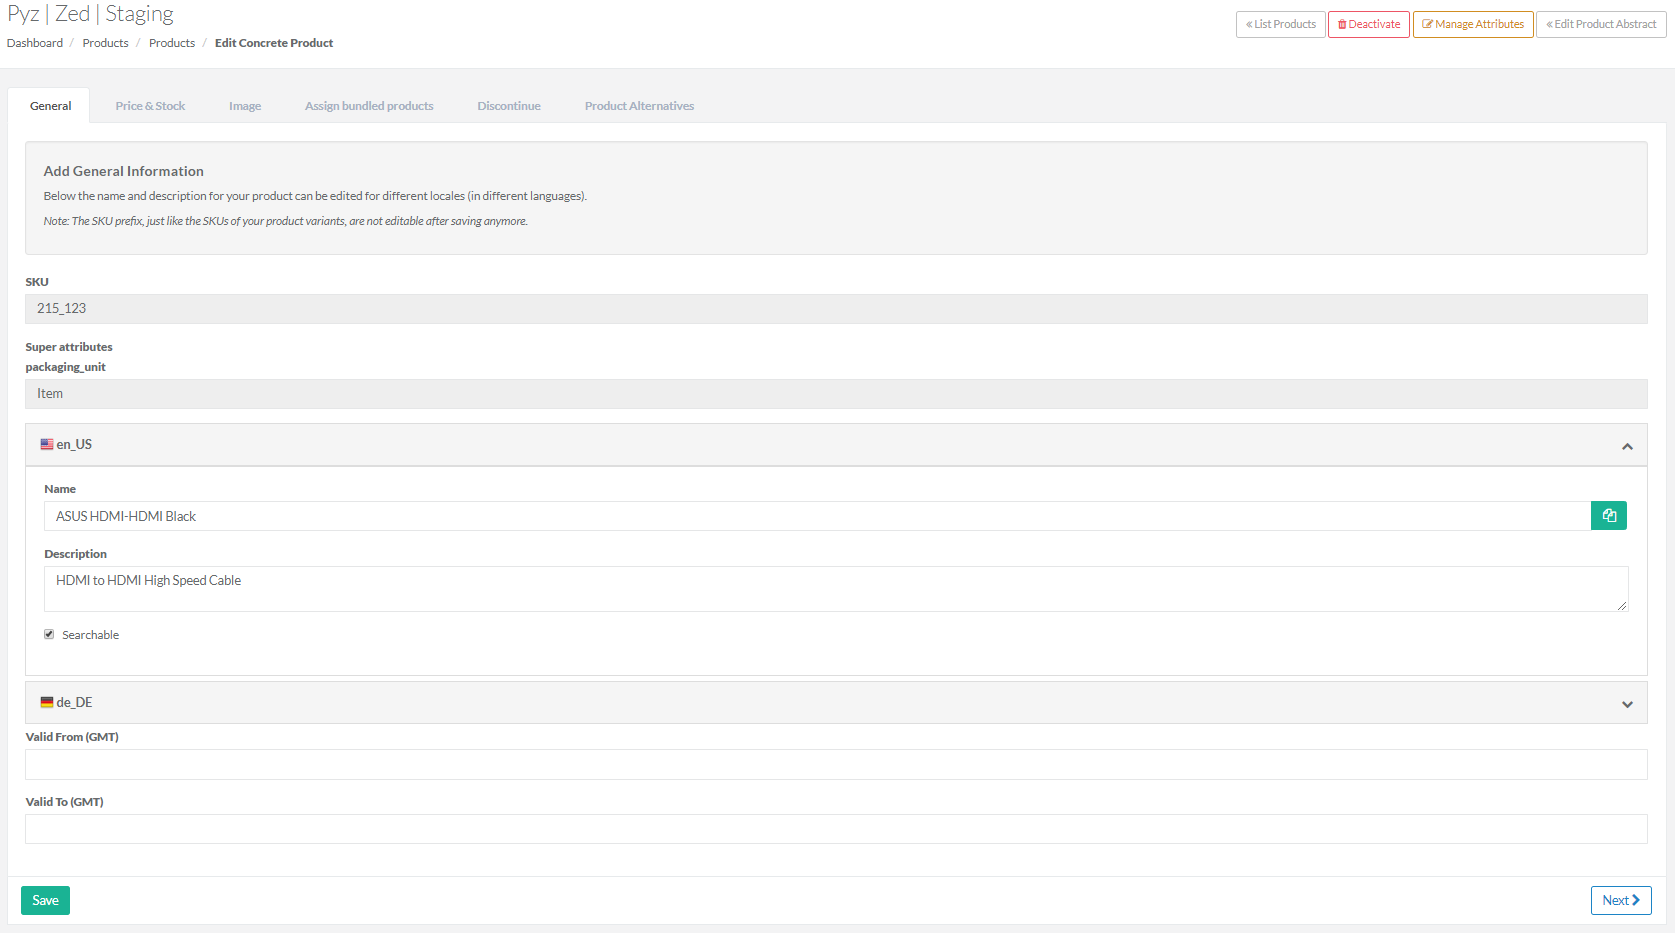 Pyz | Zed | Staging
Dashboard / Products / Products / Edit Concrete Product
« List Products Deactivate Manage Attributes « Edit Product Abstract
General Price & Stock Image Assign bundled products Discontinue Product Alternatives
Add General Information
Below the name and description for your product can be edited for different locales (in different languages).
Note: The SKU prefix, just like the SKUs of your product variants, are not editable after saving anymore.
SKU
215_123
Super attributes
packaging_unit
Item
en_US
Name
ASUS HDMI-HDMI Black
Description
HDMI to HDMI High Speed Cable
Searchable
de_DE
Valid From (GMT)
Valid To (GMT)
Save Next